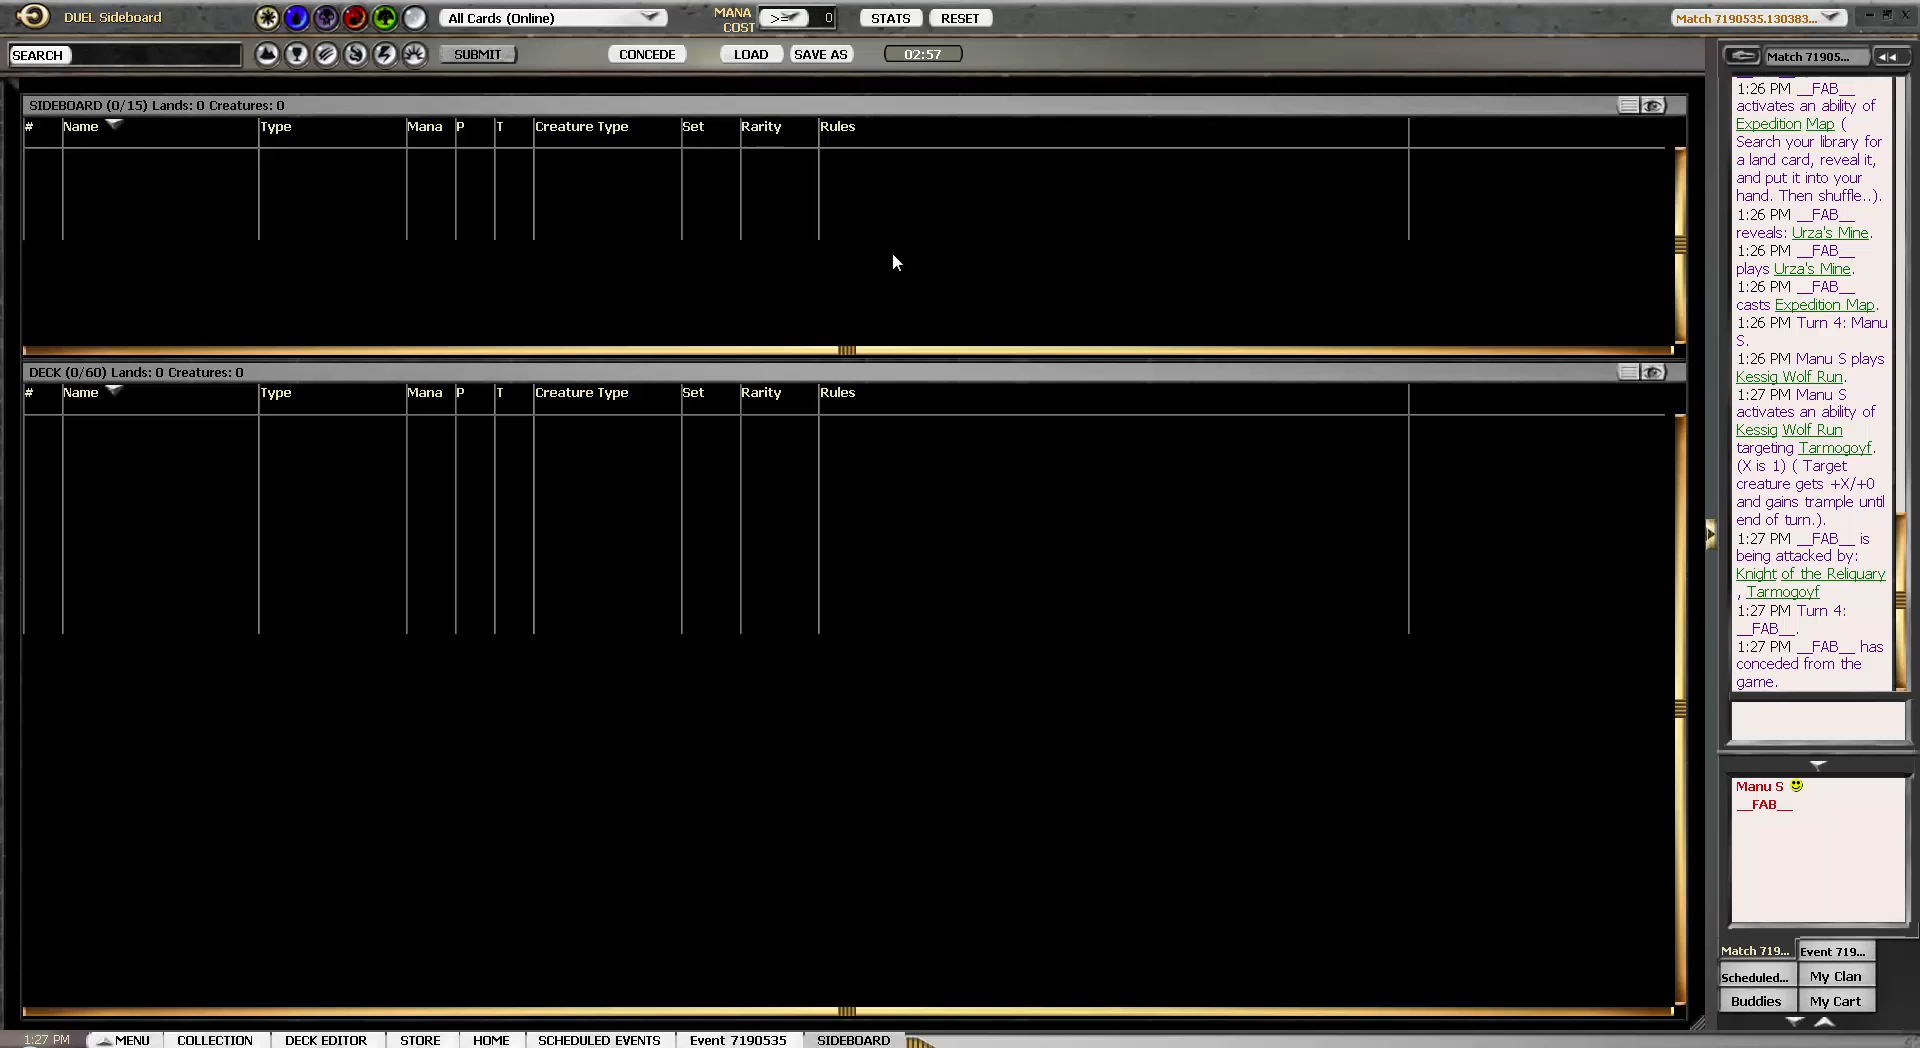 DUEL Sideboard
All Cards (Online)
MANA COST
>=
0
STATS
RESET
Match 7190535.130383...
SEARCH
SUBMIT
CONCEDE
LOAD
SAVE AS
02:57
Match 71905...
SIDEBOARD (0/15) Lands: 0 Creatures: 0
# Name Type Mana P T Creature Type Set Rarity Rules
DECK (0/60) Lands: 0 Creatures: 0
# Name Type Mana P T Creature Type Set Rarity Rules
1:26 PM __FAB__
activates an ability of
Expedition Map (
Search your library for
a land card, reveal it,
and put it into your
hand. Then shuffle..).
1:26 PM __FAB__
reveals: Urza's Mine.
1:26 PM __FAB__
plays Urza's Mine.
1:26 PM __FAB__
casts Expedition Map.
1:26 PM Turn 4: Manu
S.
1:26 PM Manu S plays
Kessig Wolf Run.
1:27 PM Manu S
activates an ability of
Kessig Wolf Run
targeting Tarmogoyf.
(X is 1) ( Target
creature gets +X/+0
and gains trample until
end of turn.).
1:27 PM __FAB__ is
being attacked by:
Knight of the Reliquary
, Tarmogoyf
1:27 PM Turn 4:
__FAB__.
1:27 PM __FAB__ has
conceded from the
game.
Manu S
__FAB__
Match 719... Event 719...
Scheduled... My Clan
Buddies My Cart
1:27 PM MENU COLLECTION DECK EDITOR STORE HOME SCHEDULED EVENTS Event 7190535 SIDEBOARD